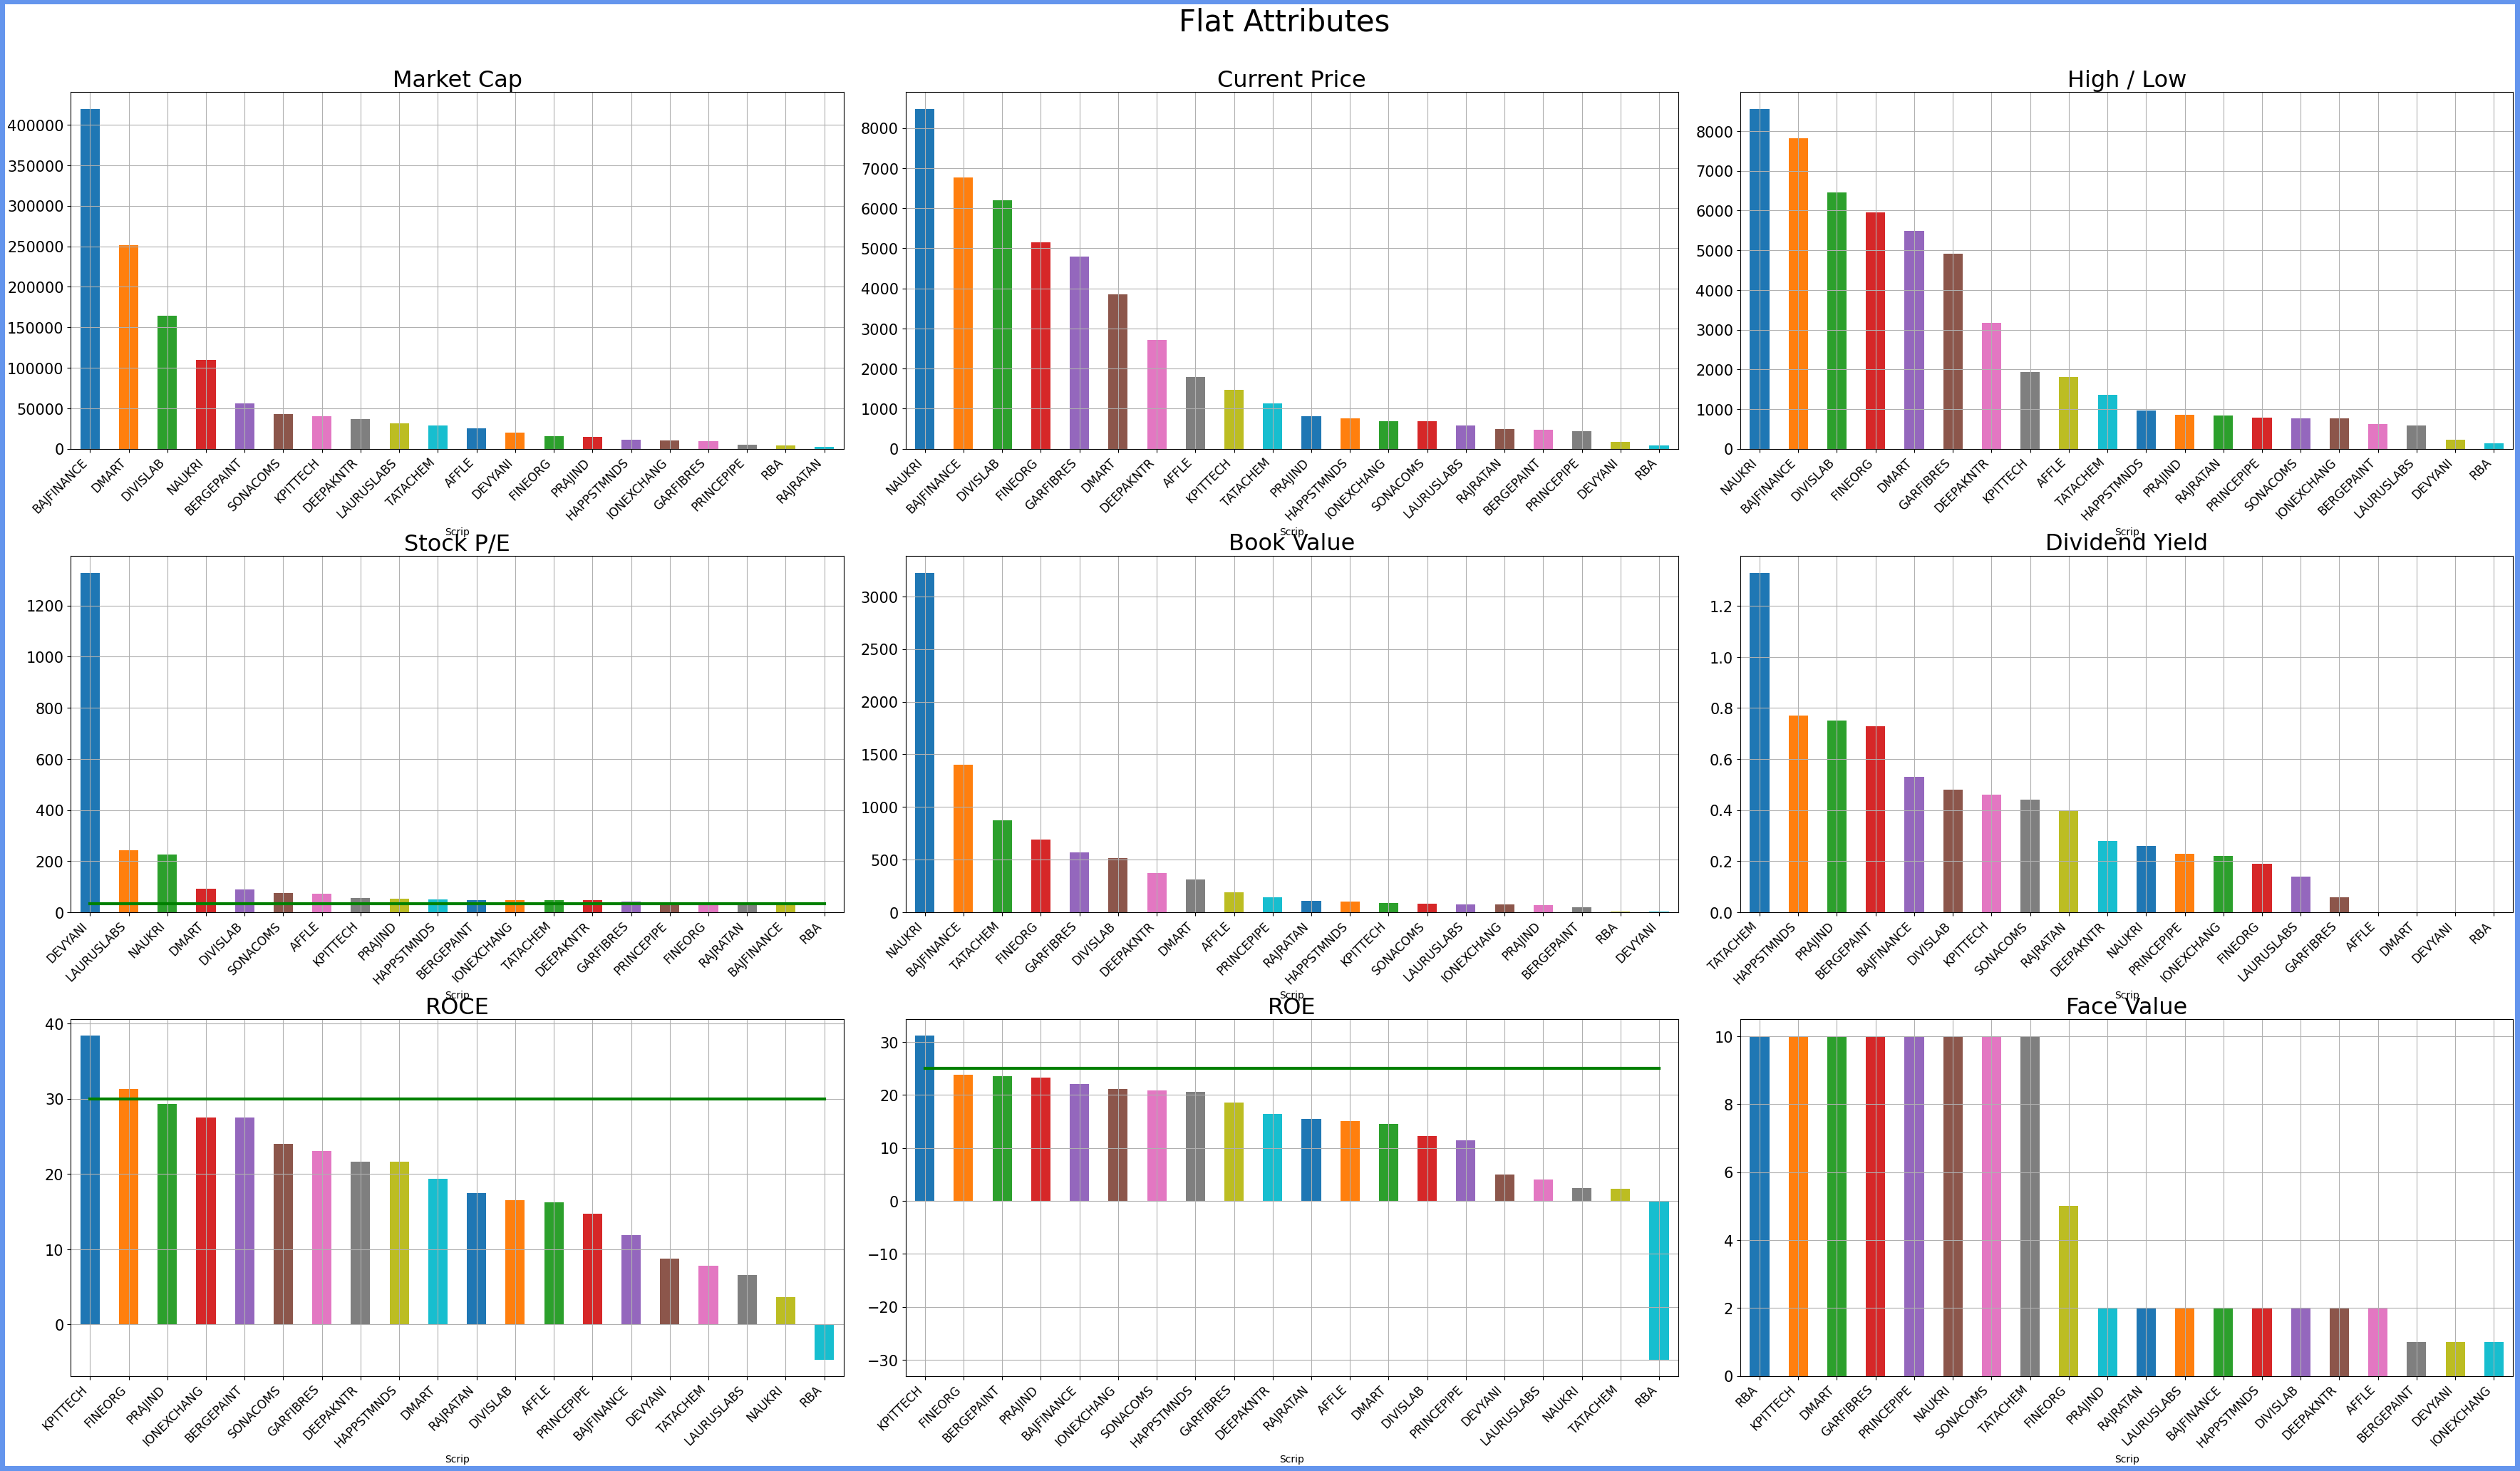 Flat Attributes
Market Cap
400000
350000
300000
250000
200000
150000
100000
50000
0
BAJFINANCE DMART DIVISLAB NAUKRI BERGEPAINT SONACOMS KPITTECH DEEPAKNTR LAURUSLABS TATACHEM AFFLE DEVYANI FINEORG PRAJIND HAPPSTMNDS IONEXCHANG GARFIBRES PRINCEPIPE RBA RAJRATAN
Scrip
Current Price
8000
7000
6000
5000
4000
3000
2000
1000
0
NAUKRI BAJFINANCE DIVISLAB FINEORG GARFIBRES DMART DEEPAKNTR AFFLE KPITTECH TATACHEM PRAJIND HAPPSTMNDS IONEXCHANG SONACOMS LAURUSLABS RAJRATAN BERGEPAINT PRINCEPIPE DEVYANI RBA
Scrip
High / Low
8000
7000
6000
5000
4000
3000
2000
1000
0
NAUKRI BAJFINANCE DIVISLAB FINEORG DMART GARFIBRES DEEPAKNTR KPITTECH AFFLE TATACHEM HAPPSTMNDS PRAJIND RAJRATAN PRINCEPIPE SONACOMS IONEXCHANG BERGEPAINT LAURUSLABS DEVYANI RBA
Scrip
Stock P/E
1200
1000
800
600
400
200
0
DEVYANI LAURUSLABS NAUKRI DMART DIVISLAB SONACOMS AFFLE KPITTECH PRAJIND HAPPSTMNDS BERGEPAINT IONEXCHANG TATACHEM DEEPAKNTR GARFIBRES PRINCEPIPE FINEORG RAJRATAN BAJFINANCE RBA
Scrip
Book Value
3000
2500
2000
1500
1000
500
0
NAUKRI BAJFINANCE TATACHEM FINEORG GARFIBRES DIVISLAB DEEPAKNTR DMART AFFLE PRINCEPIPE RAJRATAN HAPPSTMNDS KPITTECH SONACOMS LAURUSLABS IONEXCHANG PRAJIND BERGEPAINT RBA DEVYANI
Scrip
Dividend Yield
1.2
1.0
0.8
0.6
0.4
0.2
0.0
TATACHEM HAPPSTMNDS PRAJIND BERGEPAINT BAJFINANCE DIVISLAB KPITTECH SONACOMS RAJRATAN DEEPAKNTR NAUKRI PRINCEPIPE IONEXCHANG FINEORG LAURUSLABS GARFIBRES AFFLE DMART DEVYANI RBA
Scrip
ROCE
40
30
20
10
0
KPITTECH FINEORG PRAJIND IONEXCHANG BERGEPAINT SONACOMS GARFIBRES DEEPAKNTR HAPPSTMNDS DMART RAJRATAN DIVISLAB AFFLE PRINCEPIPE BAJFINANCE DEVYANI TATACHEM LAURUSLABS NAUKRI RBA
Scrip
ROE
30
20
10
0
−10
−20
−30
KPITTECH FINEORG BERGEPAINT PRAJIND BAJFINANCE IONEXCHANG SONACOMS HAPPSTMNDS GARFIBRES DEEPAKNTR RAJRATAN AFFLE DMART DIVISLAB PRINCEPIPE DEVYANI LAURUSLABS NAUKRI TATACHEM RBA
Scrip
Face Value
10
8
6
4
2
0
RBA KPITTECH DMART GARFIBRES PRINCEPIPE NAUKRI SONACOMS TATACHEM FINEORG PRAJIND RAJRATAN LAURUSLABS BAJFINANCE HAPPSTMNDS DIVISLAB DEEPAKNTR AFFLE BERGEPAINT DEVYANI IONEXCHANG
Scrip